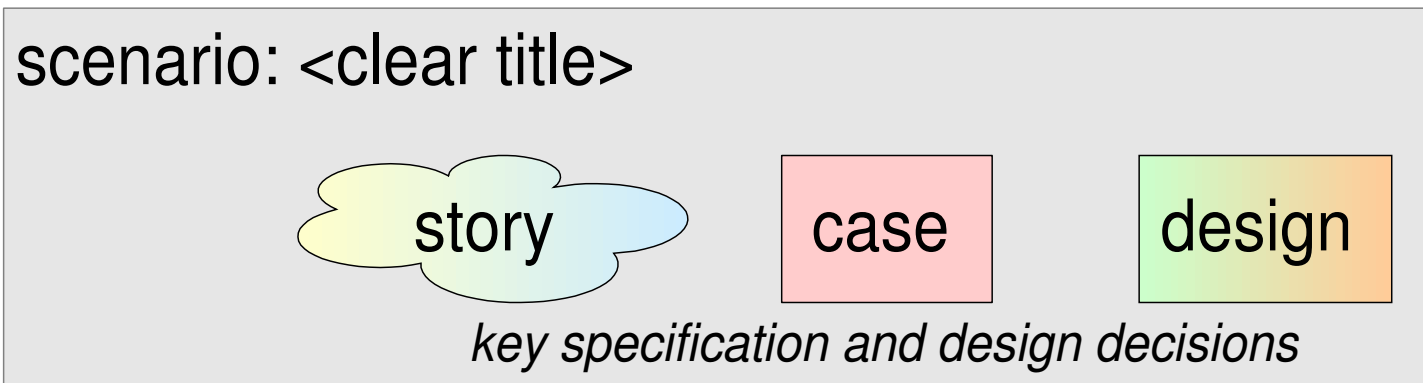 scenario: <clear title>
story case design
key specification and design decisions